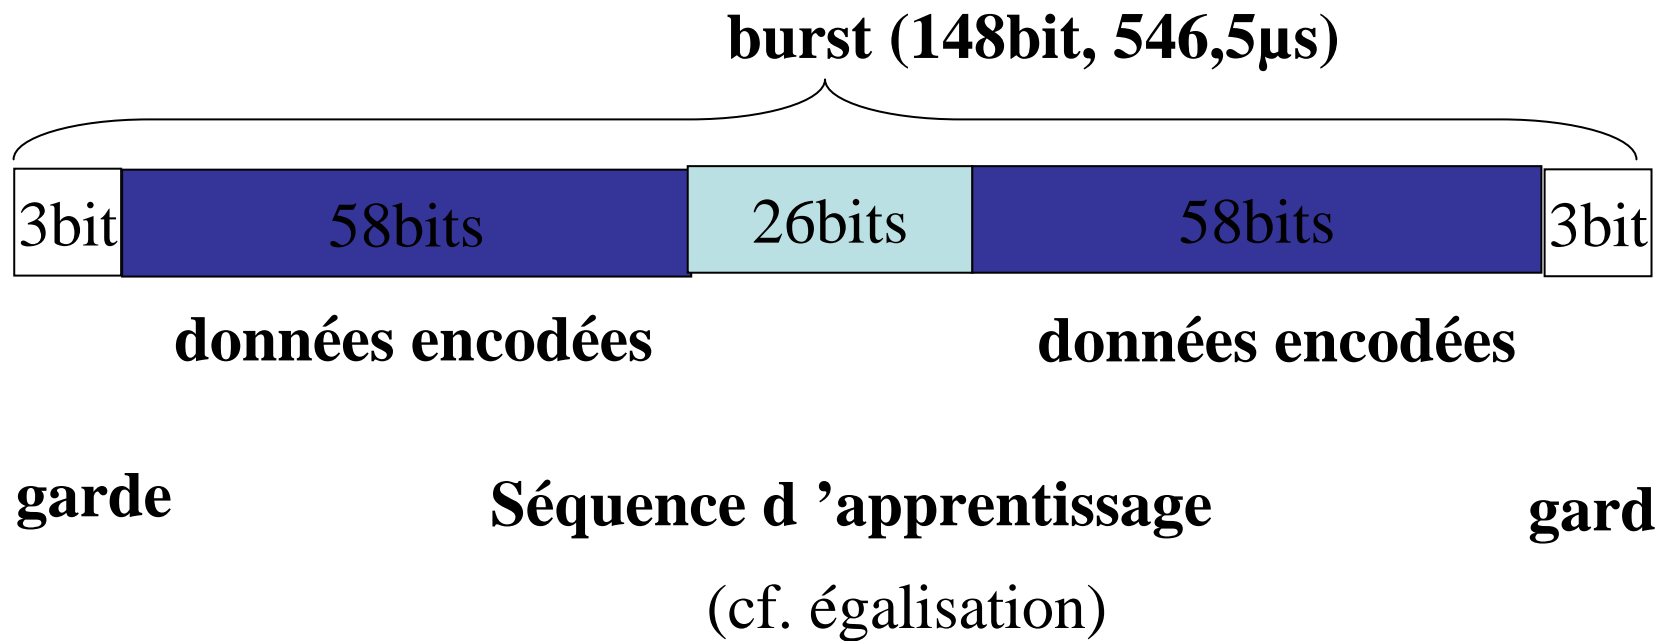 burst (148bit, 546,5µs)
3bit 58bits 26bits 58bits 3bit
données encodées données encodées
garde Séquence d ’apprentissage gard
(cf. égalisation)